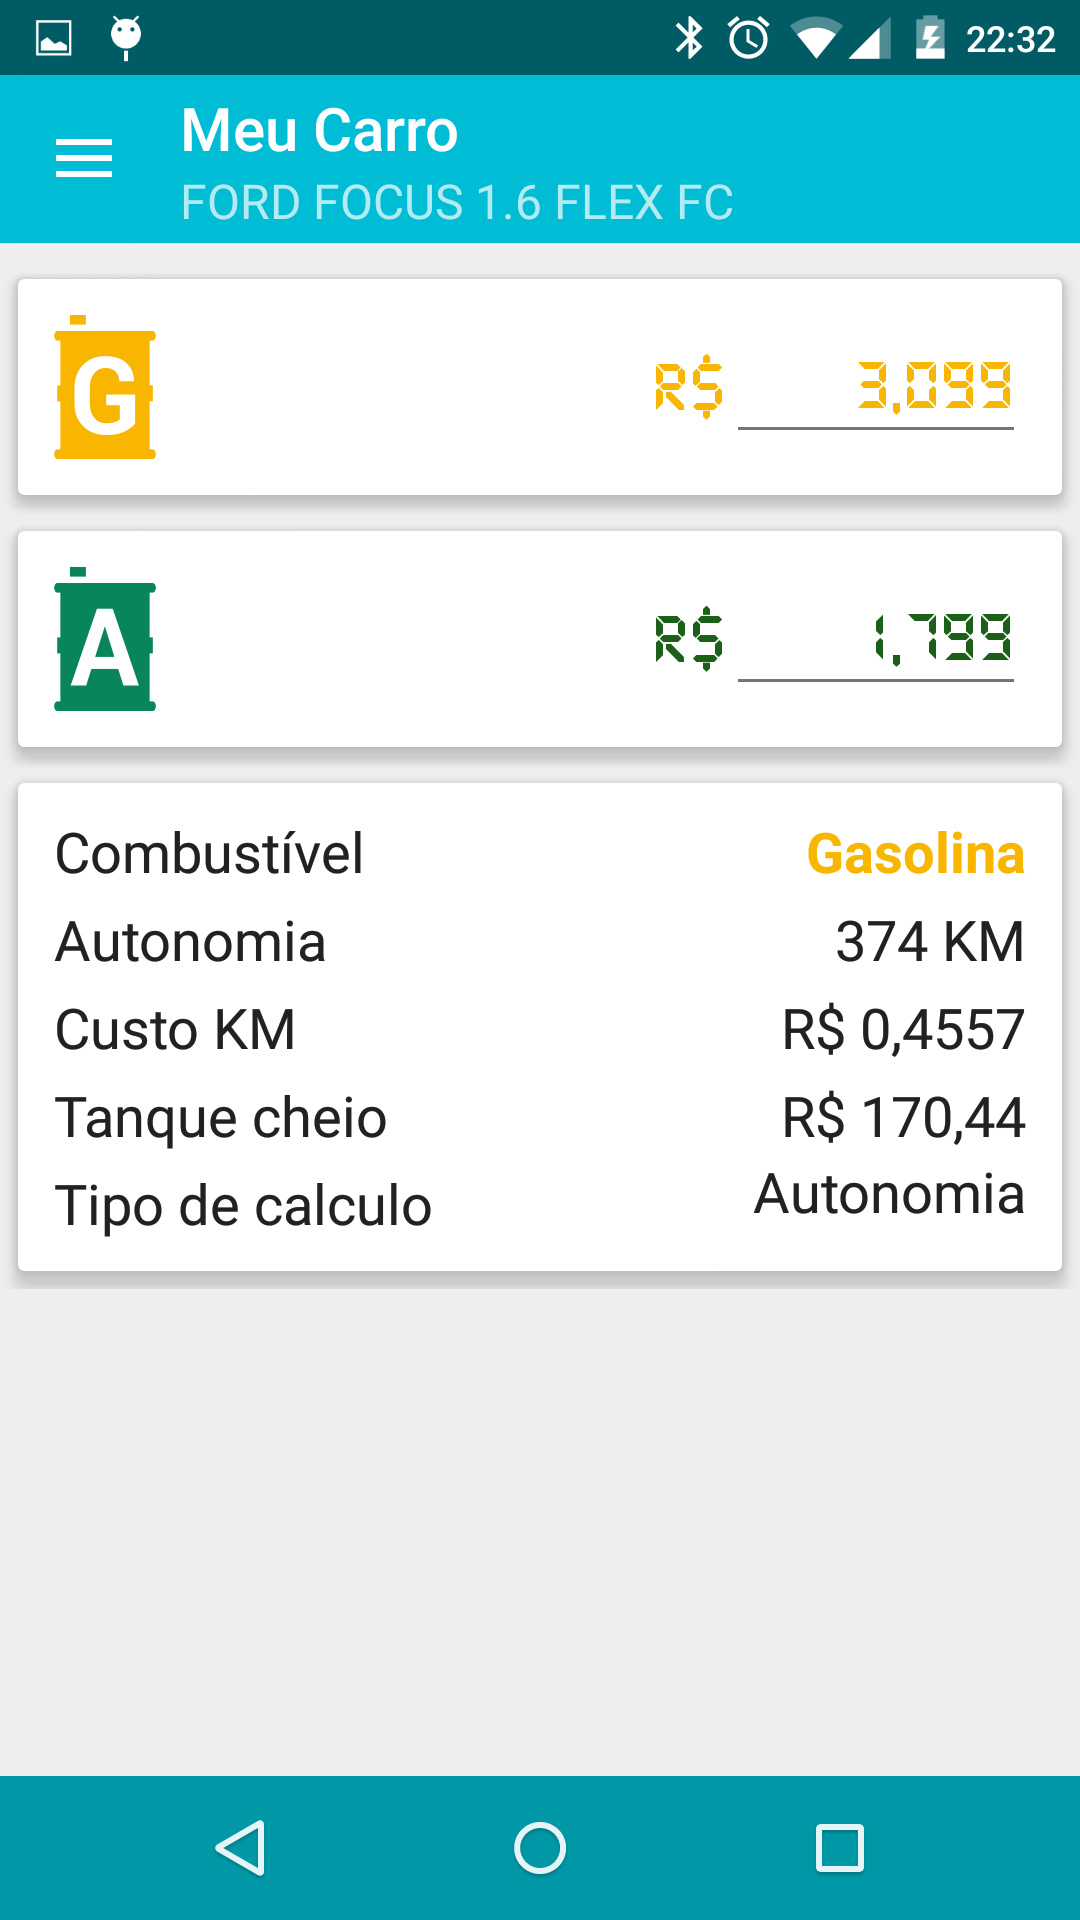 22:32
Meu Carro
FORD FOCUS 1.6 FLEX FC
G R$ 3,099
A R$ 1,799
Combustível Gasolina
Autonomia 374 KM
Custo KM R$ 0,4557
Tanque cheio R$ 170,44
Tipo de calculo Autonomia